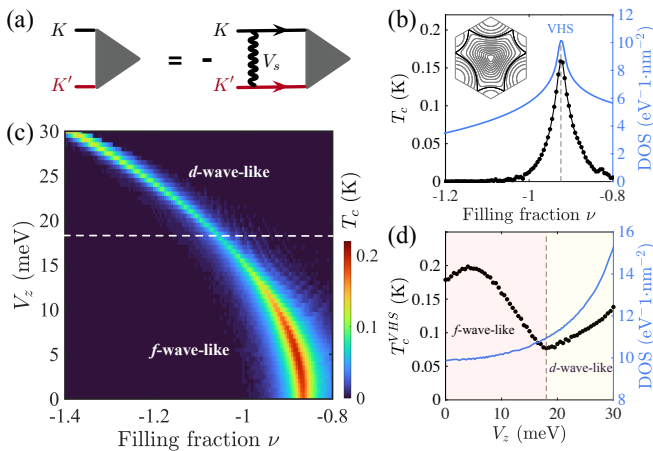 (a)
K
K'
=
-
K
K'
V_s
(b)
VHS
T_c (K)
0.2
0.15
0.1
0.05
0
-1.2
-1
-0.8
Filling fraction ν
12
10
8
6
4
2
0
DOS (eV⁻1·nm⁻²)
(c)
V_z (meV)
30
25
20
15
10
5
0
-1.4
-1.2
-1
-0.8
Filling fraction ν
d-wave-like
f-wave-like
T_c (K)
0.2
0.1
0
(d)
T_c^{VHS} (K)
0.2
0.15
0.1
0.05
0
0
10
20
30
V_z (meV)
f-wave-like
d-wave-like
16
14
12
10
8
DOS (eV⁻1·nm⁻²)